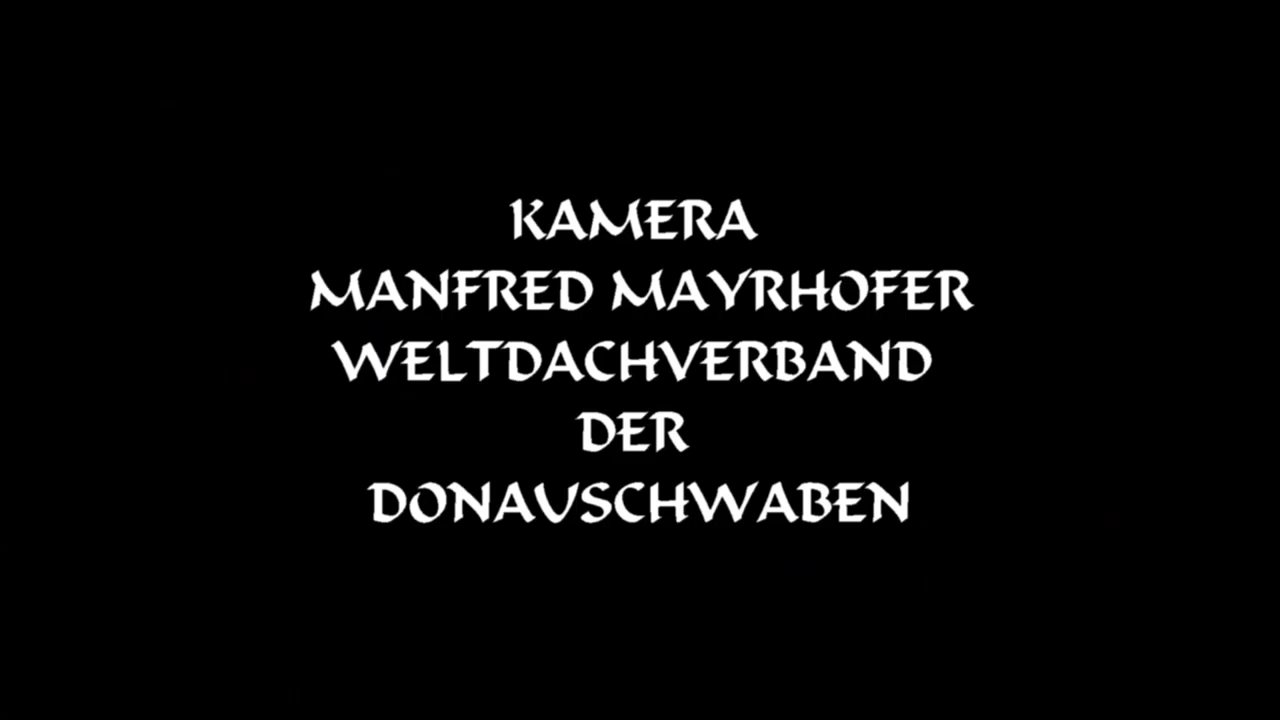 KAMERA
MANFRED MAYRHOFER
WELTDACHVERBAND
DER
DONAUSCHWABEN